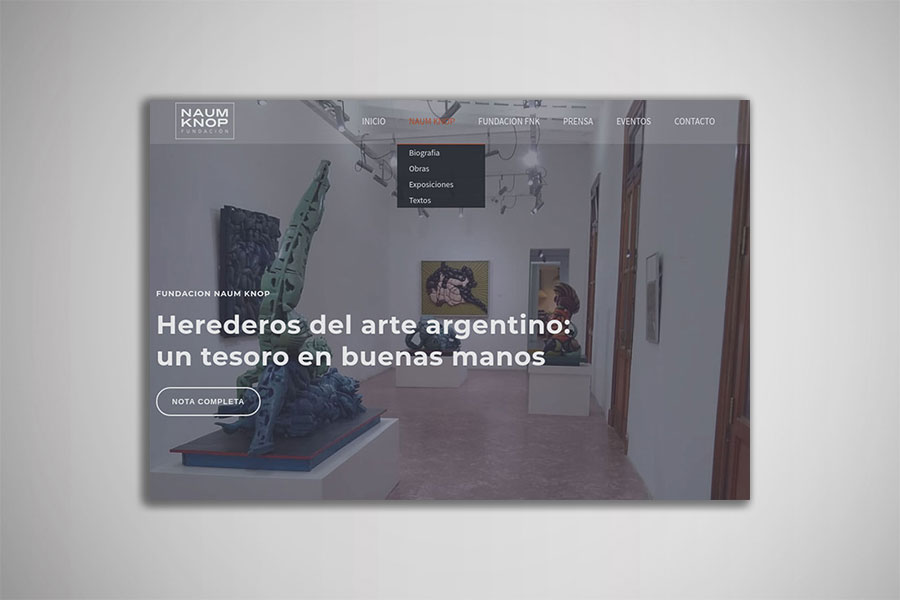 NAUM
KNOP
FUNDACIÓN
INICIO
NAUM KNOP
FUNDACION FNK
PRENSA
EVENTOS
CONTACTO
Biografia
Obras
Exposiciones
Textos
FUNDACION NAUM KNOP
Herederos del arte argentino:
un tesoro en buenas manos
NOTA COMPLETA